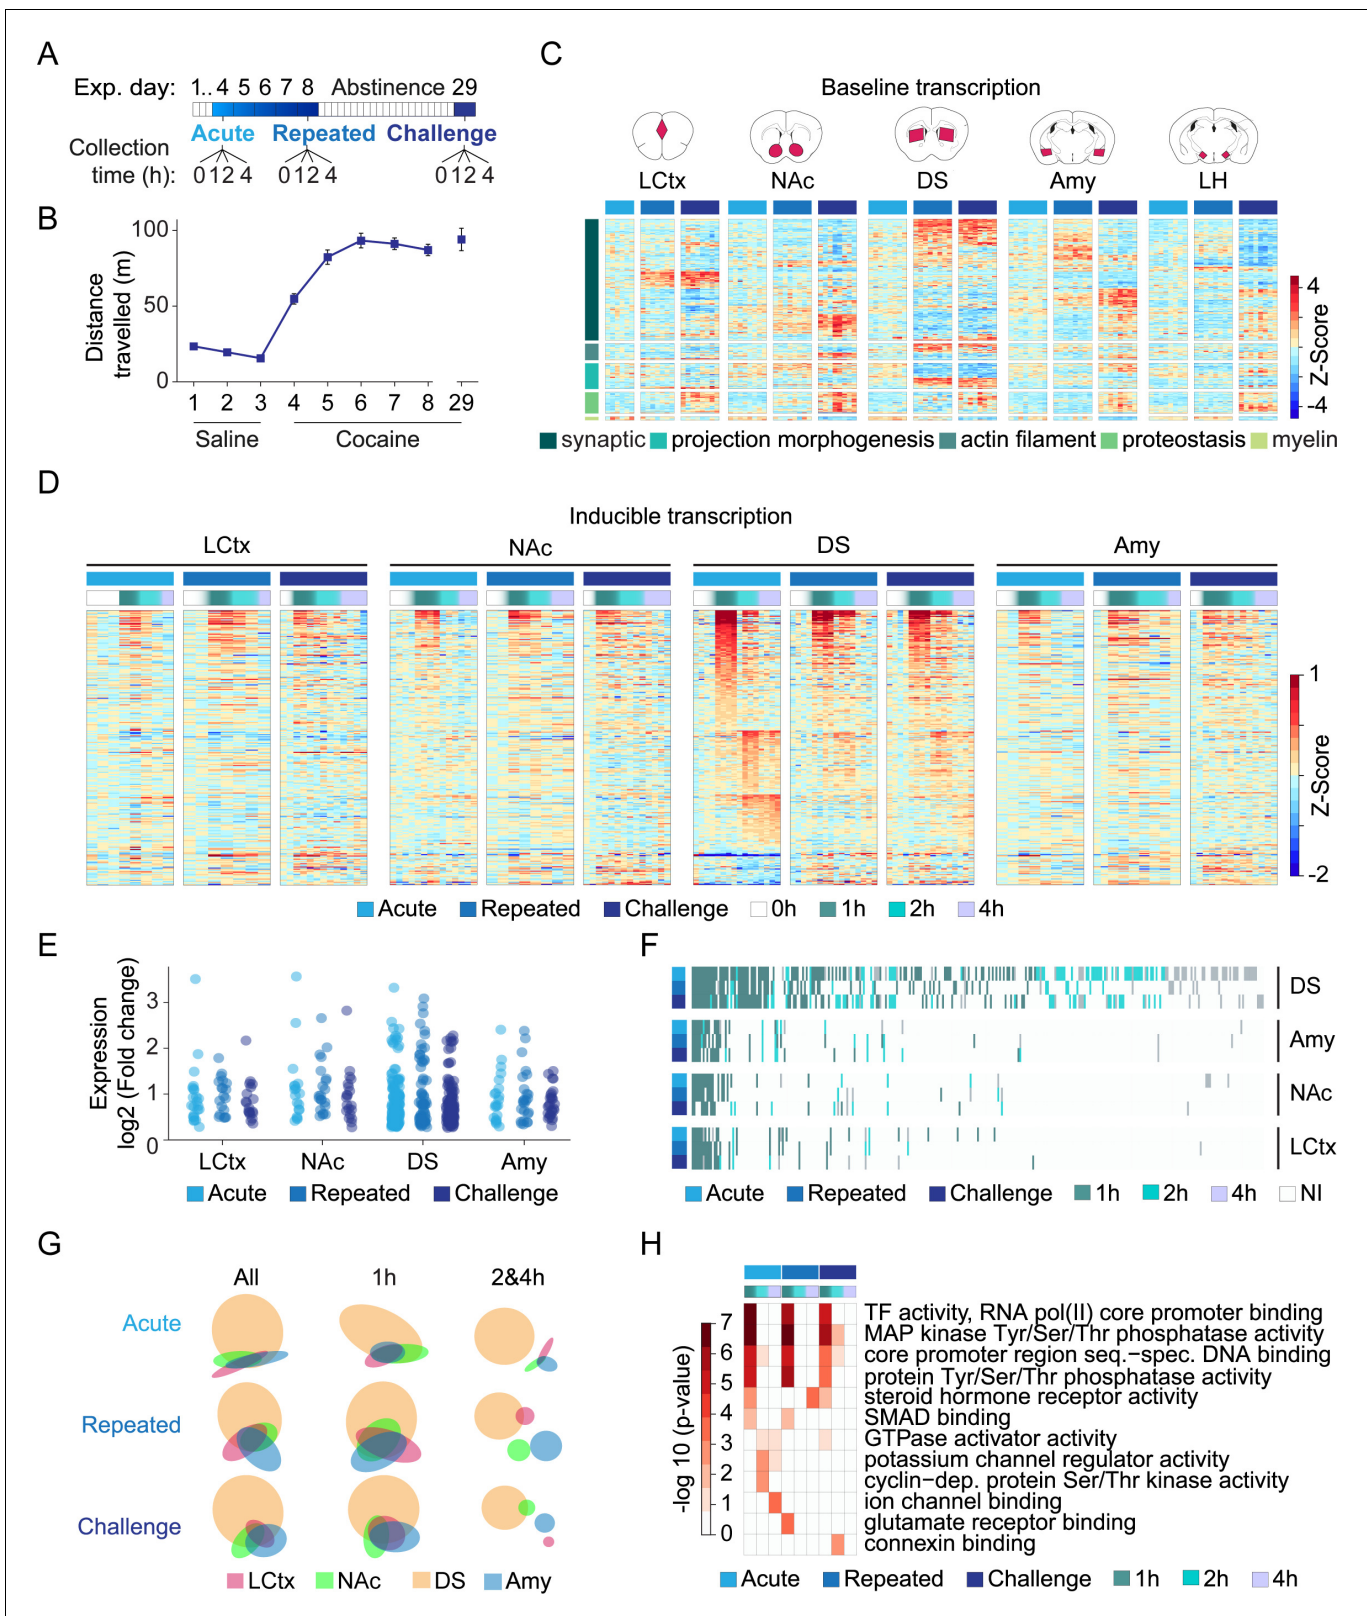 A
Exp. day: 1.. 4 5 6 7 8 Abstinence 29
Acute Repeated Challenge
Collection
time (h): 0 1 2 4 0 1 2 4 0 1 2 4
B
Distance
travelled (m)
100
50
0
1 2 3 4 5 6 7 8 29
Saline Cocaine
C
Baseline transcription
LCtx NAc DS Amy LH
4
-4
Z-Score
synaptic projection morphogenesis actin filament proteostasis myelin
D
Inducible transcription
LCtx NAc DS Amy
1
-2
Z-Score
Acute Repeated Challenge 0h 1h 2h 4h
E
Expression
log2 (Fold change)
3
2
1
0
LCtx NAc DS Amy
Acute Repeated Challenge
F
DS
Amy
NAc
LCtx
Acute Repeated Challenge 1h 2h 4h NI
G
All 1h 2&4h
Acute
Repeated
Challenge
LCtx NAc DS Amy
H
-log 10 (p-value)
7
6
5
4
3
2
1
0
TF activity, RNA pol(II) core promoter binding
MAP kinase Tyr/Ser/Thr phosphatase activity
core promoter region seq.−spec. DNA binding
protein Tyr/Ser/Thr phosphatase activity
steroid hormone receptor activity
SMAD binding
GTPase activator activity
potassium channel regulator activity
cyclin−dep. protein Ser/Thr kinase activity
ion channel binding
glutamate receptor binding
connexin binding
Acute Repeated Challenge 1h 2h 4h